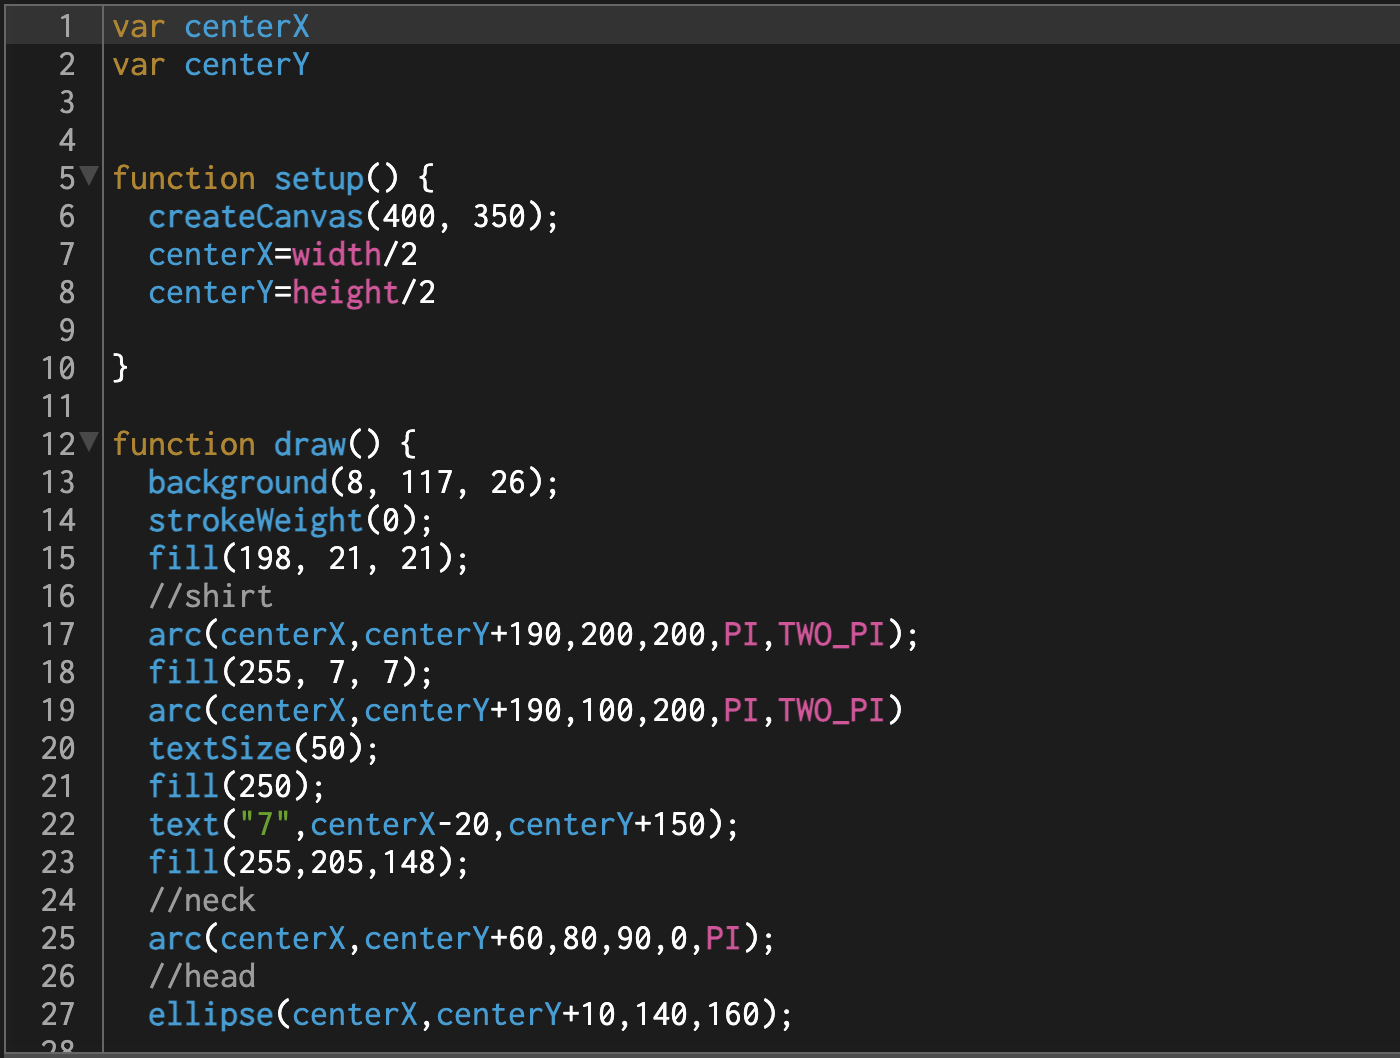 1 var centerX
2 var centerY
3
4
5 function setup() {
6   createCanvas(400, 350);
7   centerX=width/2
8   centerY=height/2
9
10 }
11
12 function draw() {
13   background(8, 117, 26);
14   strokeWeight(0);
15   fill(198, 21, 21);
16   //shirt
17   arc(centerX,centerY+190,200,200,PI,TWO_PI);
18   fill(255, 7, 7);
19   arc(centerX,centerY+190,100,200,PI,TWO_PI)
20   textSize(50);
21   fill(250);
22   text("7",centerX-20,centerY+150);
23   fill(255,205,148);
24   //neck
25   arc(centerX,centerY+60,80,90,0,PI);
26   //head
27   ellipse(centerX,centerY+10,140,160);
28